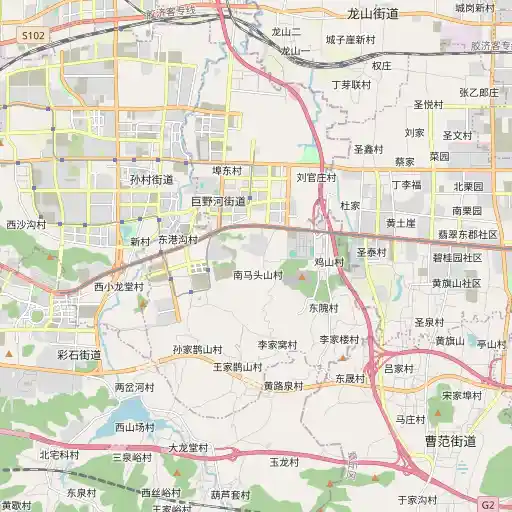 胶济客专线
龙山街道
城岗新村
S102
龙山二
城子崖新村
胶济客专线
龙山一
权庄
丁芽联村
张乙郎庄
圣悦村
刘家
圣文村
圣鑫村
菜园
蔡家
埠东村
孙村街道
刘官庄村
丁李福
北栗园
巨野河街道
杜家
南栗园
西沙沟村
黄土崖
新村
东港沟村
翡翠东郡社区
圣泰村
碧桂园社区
鸡山村
南马头山村
西小龙堂村
黄旗山社区
东隗村
圣泉村
李家楼村
黄旗山
亭山村
李家窝村
孙家鹊山村
彩石街道
王家鹊山村
吕家村
东晟村
两岔河村
黄路泉村
宋家埠村
马庄村
西山场村
曹范街道
大龙堂村
北宅科村
三泉峪村
玉龙村
东泉村
西丝峪村
葫芦套村
于家沟村
G2
黄歇村
王家峪村